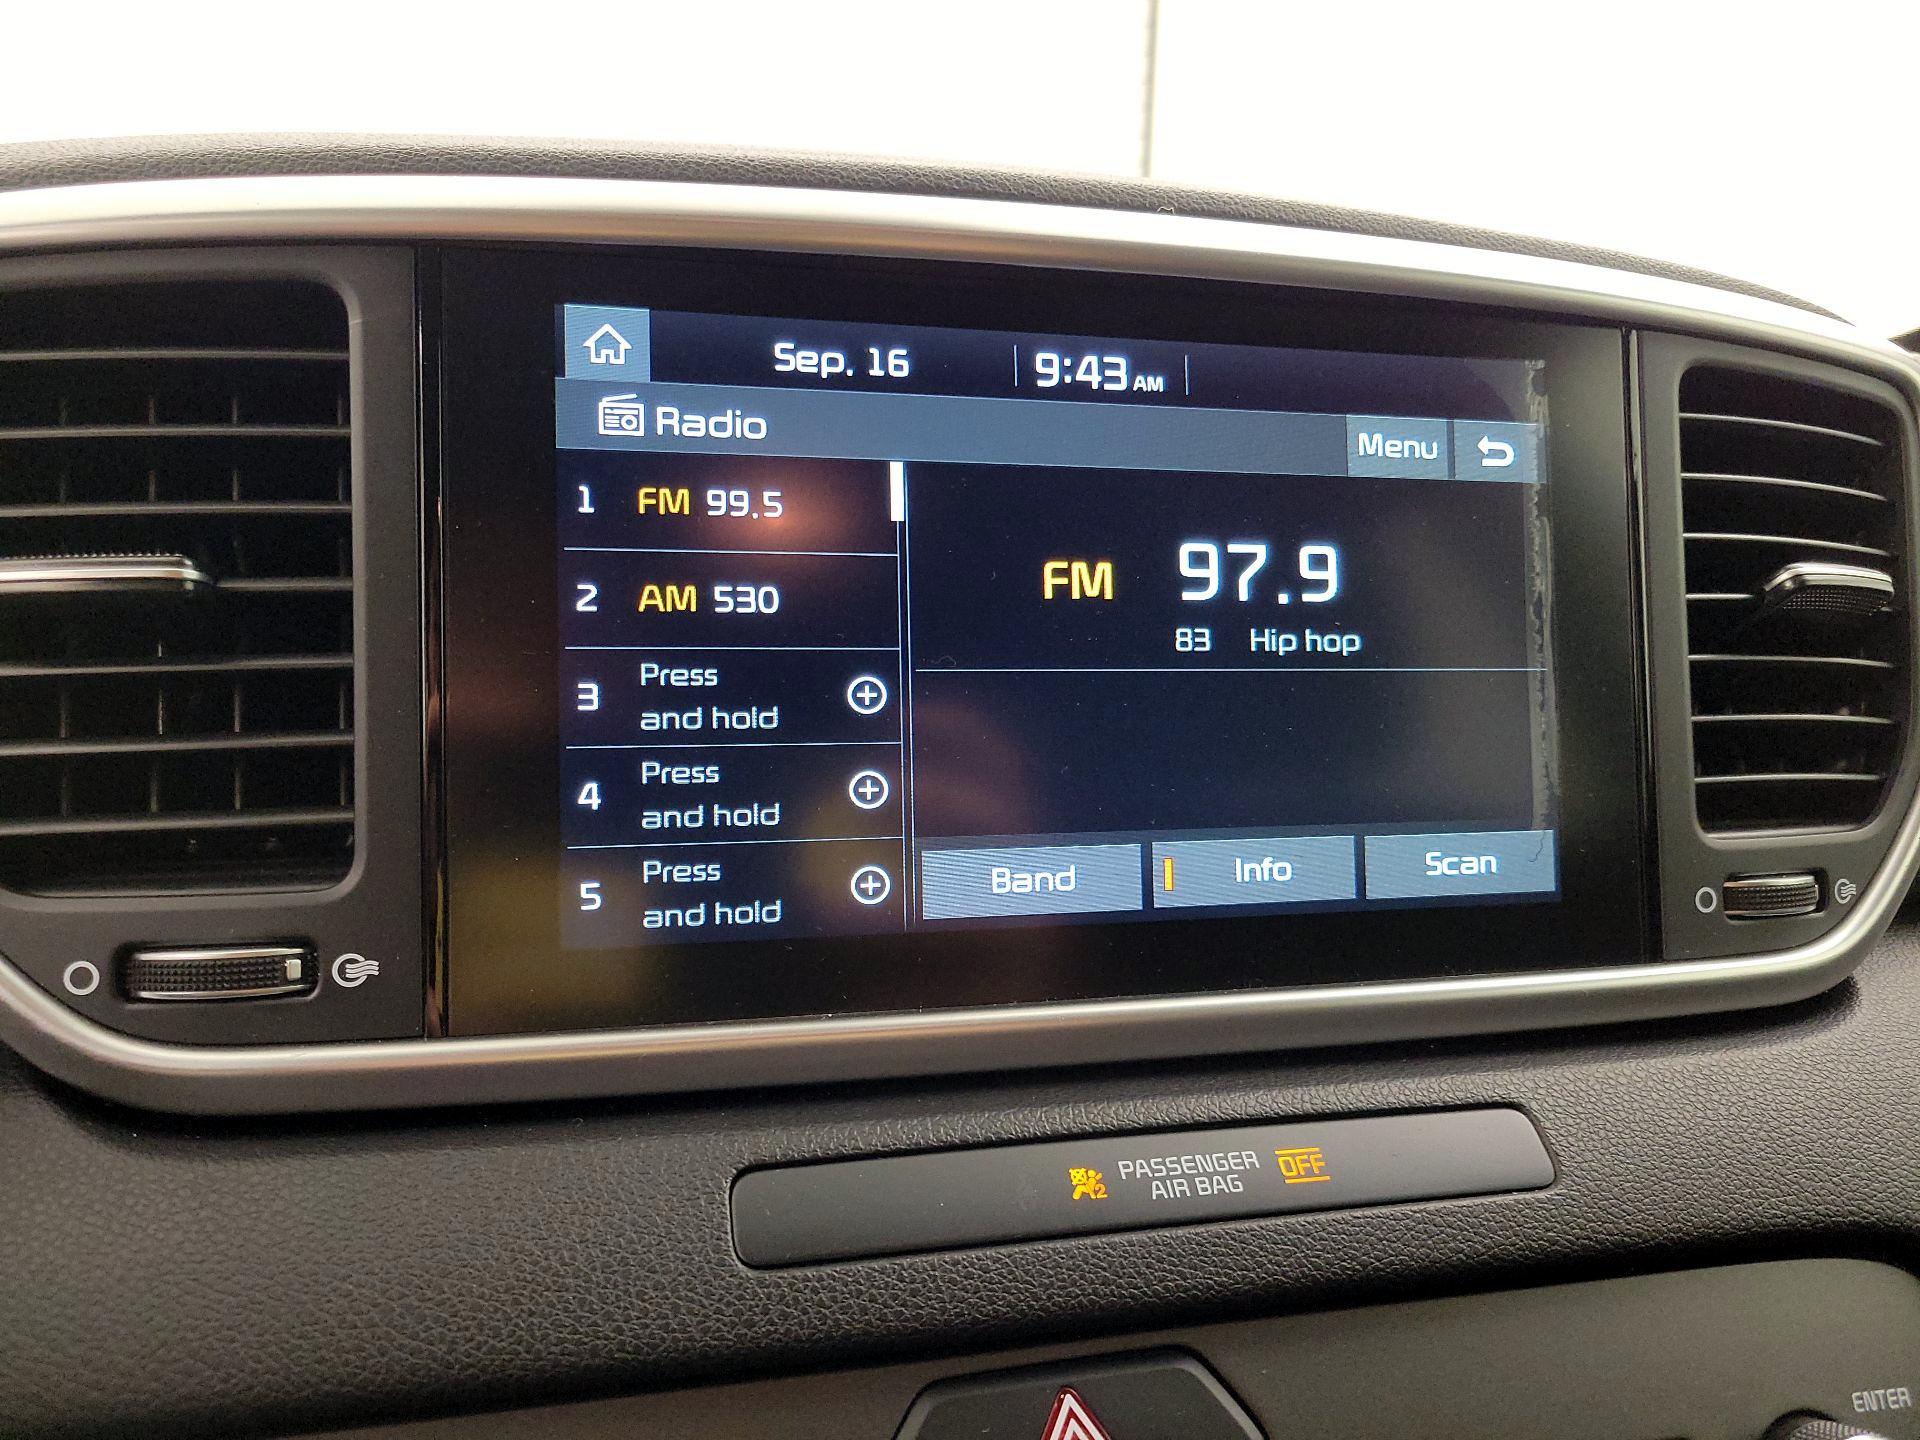 Sep. 16 9:43 AM
Radio Menu
1 FM 99.5
2 AM 530
3 Press
and hold
4 Press
and hold
5 Press
and hold
FM 97.9
83 Hip hop
Band Info Scan
2 PASSENGER OFF
AIR BAG
ENTER